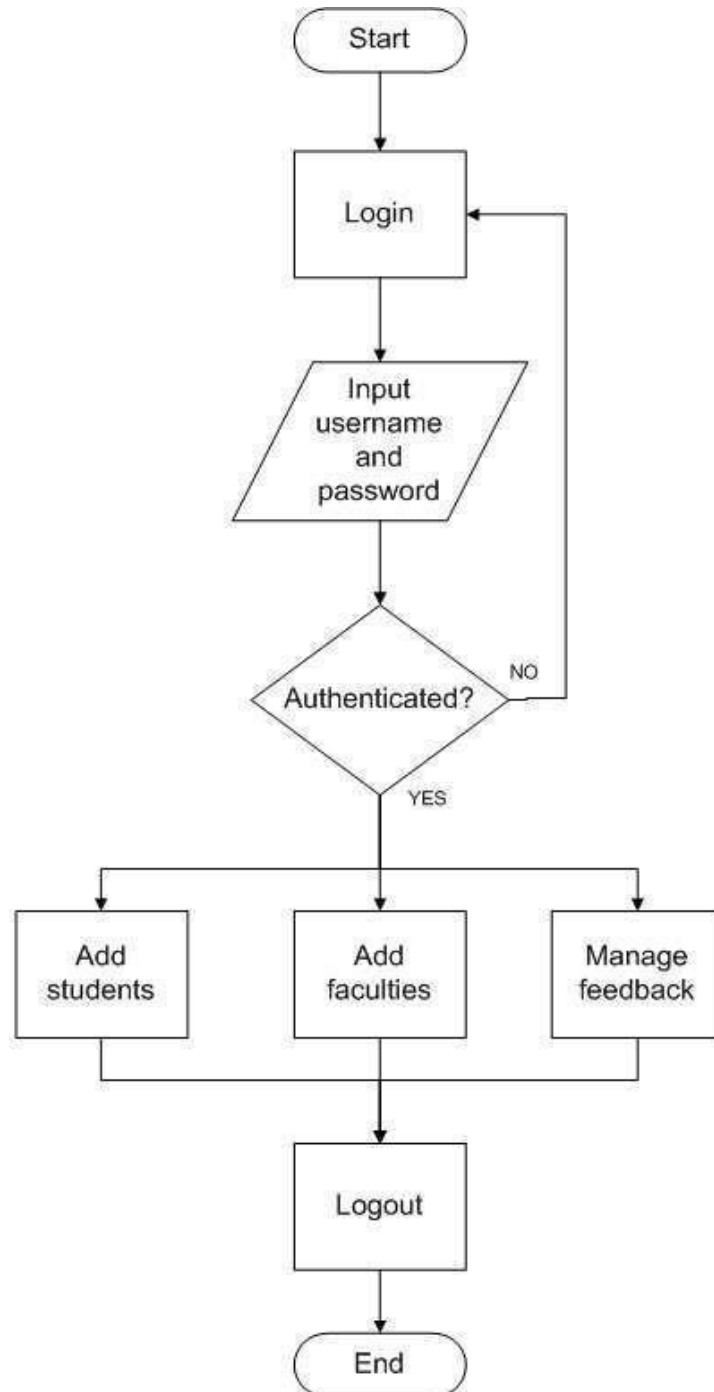 Start
Login
Input
username
and
password
Authenticated?
NO
YES
Add
students
Add
faculties
Manage
feedback
Logout
End